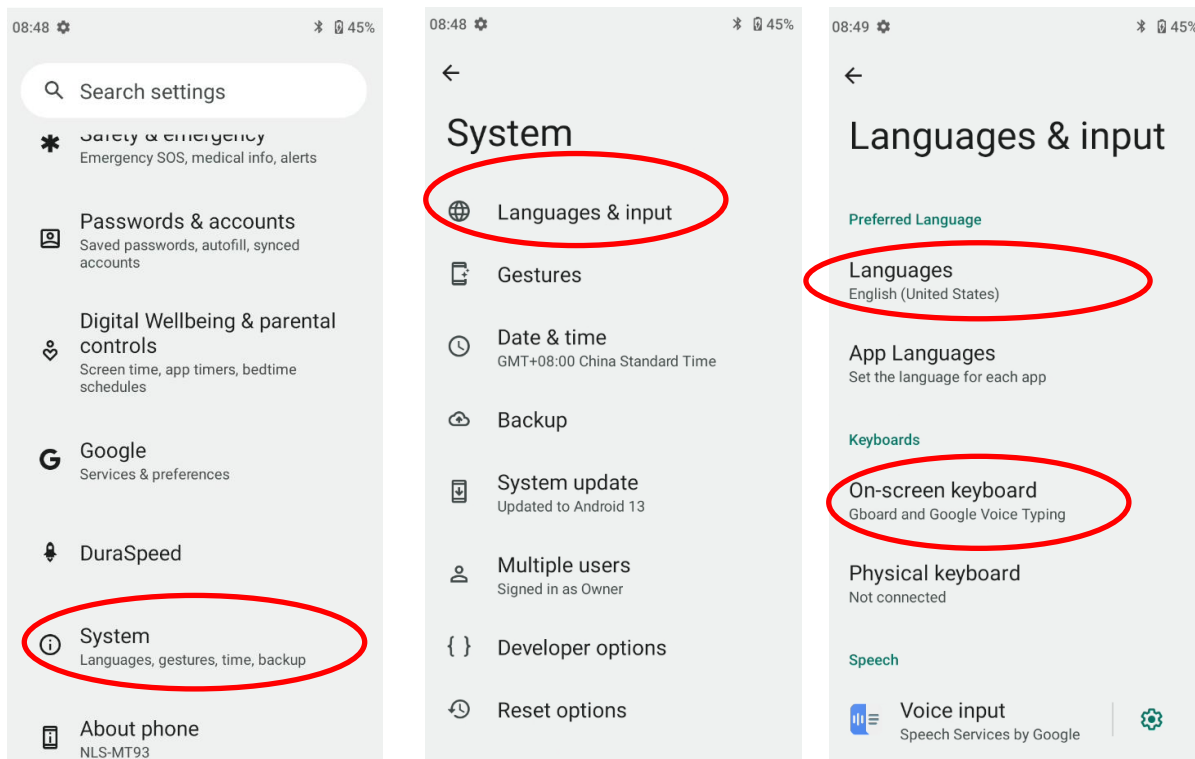 08:48 45%
Search settings
Safety & emergency
Emergency SOS, medical info, alerts
Passwords & accounts
Saved passwords, autofill, synced
accounts
Digital Wellbeing & parental
controls
Screen time, app timers, bedtime
schedules
Google
Services & preferences
DuraSpeed
System
Languages, gestures, time, backup
About phone
NLS-MT93
08:48 45%
System
Languages & input
Gestures
Date & time
GMT+08:00 China Standard Time
Backup
System update
Updated to Android 13
Multiple users
Signed in as Owner
{ } Developer options
Reset options
08:49 45%
Languages & input
Preferred Language
Languages
English (United States)
App Languages
Set the language for each app
Keyboards
On-screen keyboard
Gboard and Google Voice Typing
Physical keyboard
Not connected
Speech
Voice input
Speech Services by Google